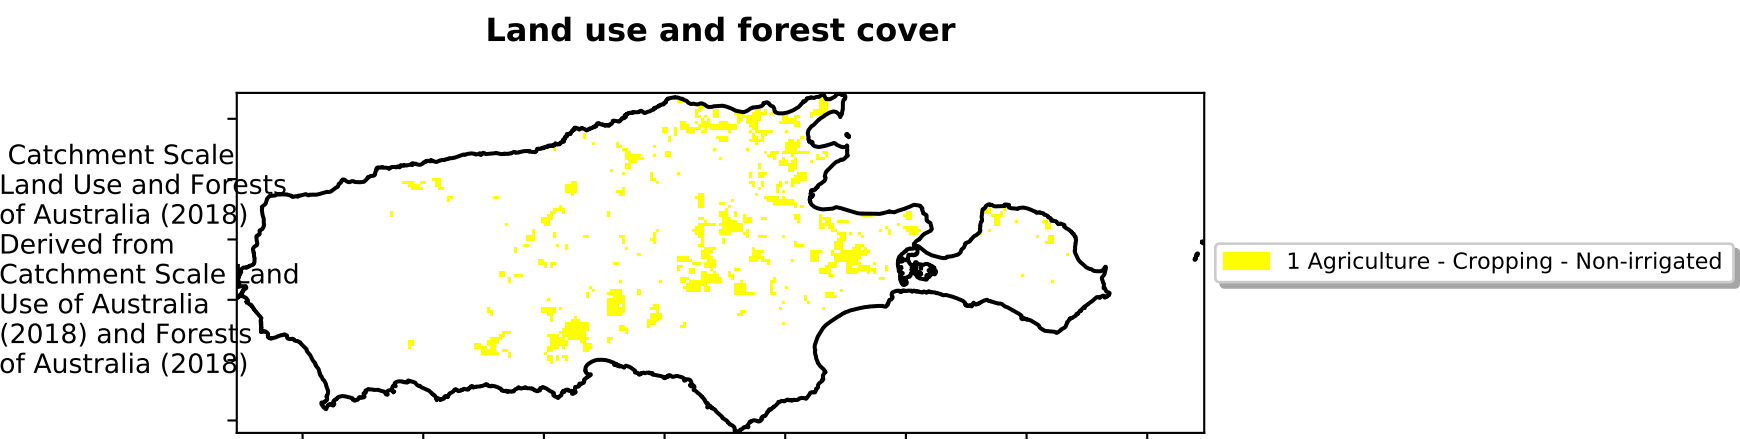 Land use and forest cover
Catchment Scale
Land Use and Forests
of Australia (2018)
Derived from
Catchment Scale Land
Use of Australia
(2018) and Forests
of Australia (2018)
1 Agriculture - Cropping - Non-irrigated